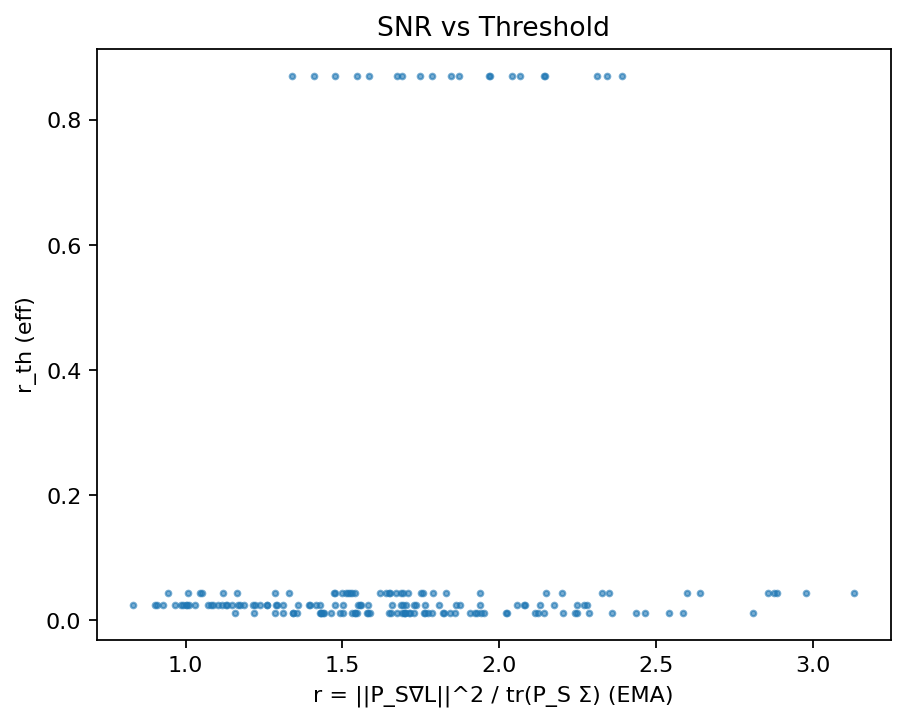 SNR vs Threshold
r_th (eff)
0.8
0.6
0.4
0.2
0.0
1.0 1.5 2.0 2.5 3.0
r = ||P_S∇L||^2 / tr(P_S Σ) (EMA)